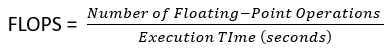 FLOPS = Number of Floating−Point Operations / Execution TIme (seconds)